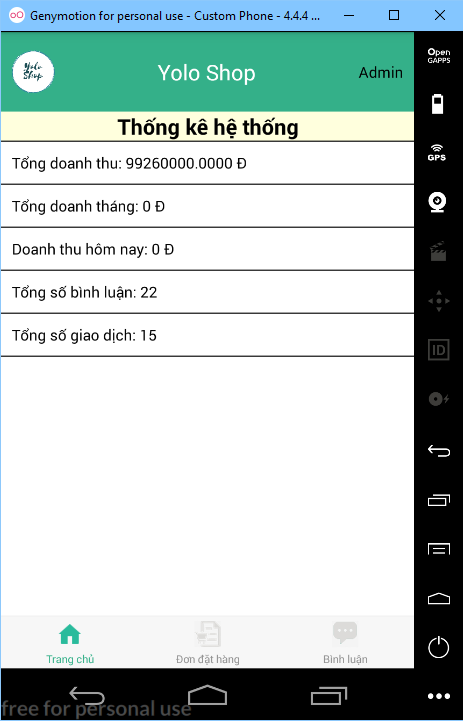 Genymotion for personal use - Custom Phone - 4.4.4 ...
Open
GAPPS
Yolo
Shop
Yolo Shop
Admin
Thống kê hệ thống
GPS
Tổng doanh thu: 99260000.0000 Đ
Tổng doanh tháng: 0 Đ
Doanh thu hôm nay: 0 Đ
Tổng số bình luận: 22
Tổng số giao dịch: 15
ID
Trang chủ
Đơn đặt hàng
Bình luận
free for personal use